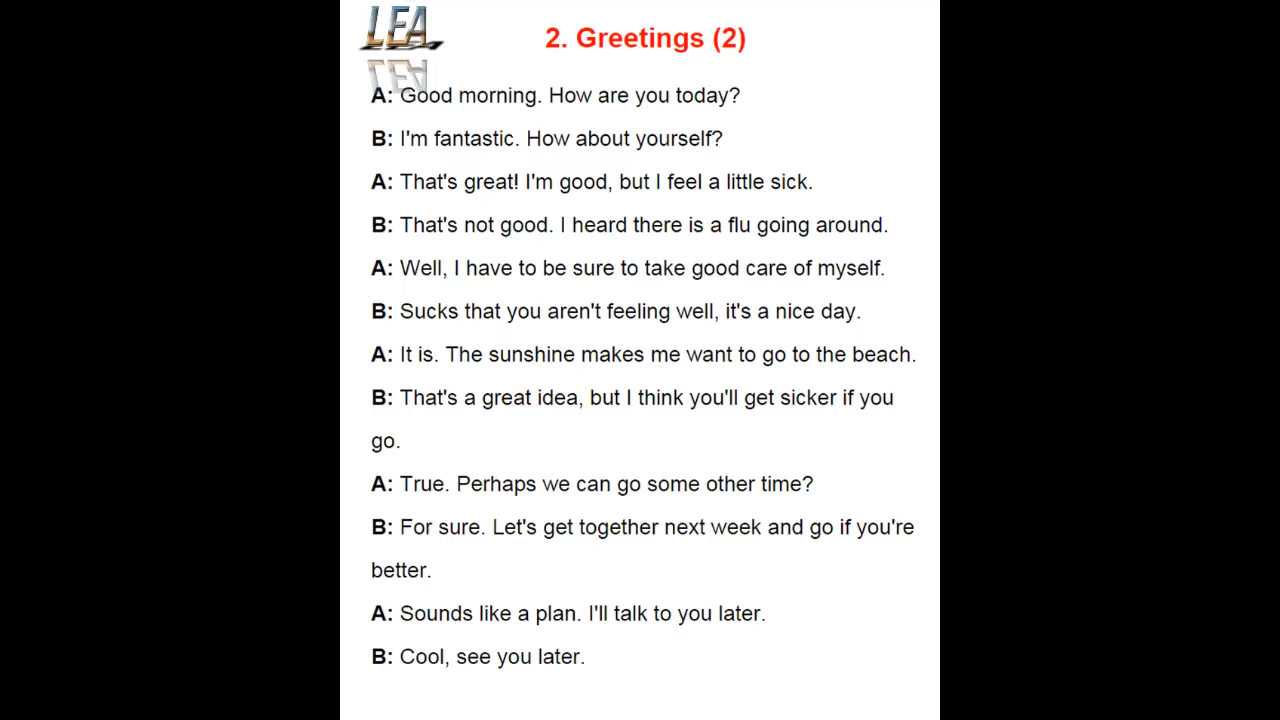 LEA
2. Greetings (2)
A: Good morning. How are you today?
B: I'm fantastic. How about yourself?
A: That's great! I'm good, but I feel a little sick.
B: That's not good. I heard there is a flu going around.
A: Well, I have to be sure to take good care of myself.
B: Sucks that you aren't feeling well, it's a nice day.
A: It is. The sunshine makes me want to go to the beach.
B: That's a great idea, but I think you'll get sicker if you
go.
A: True. Perhaps we can go some other time?
B: For sure. Let's get together next week and go if you're
better.
A: Sounds like a plan. I'll talk to you later.
B: Cool, see you later.